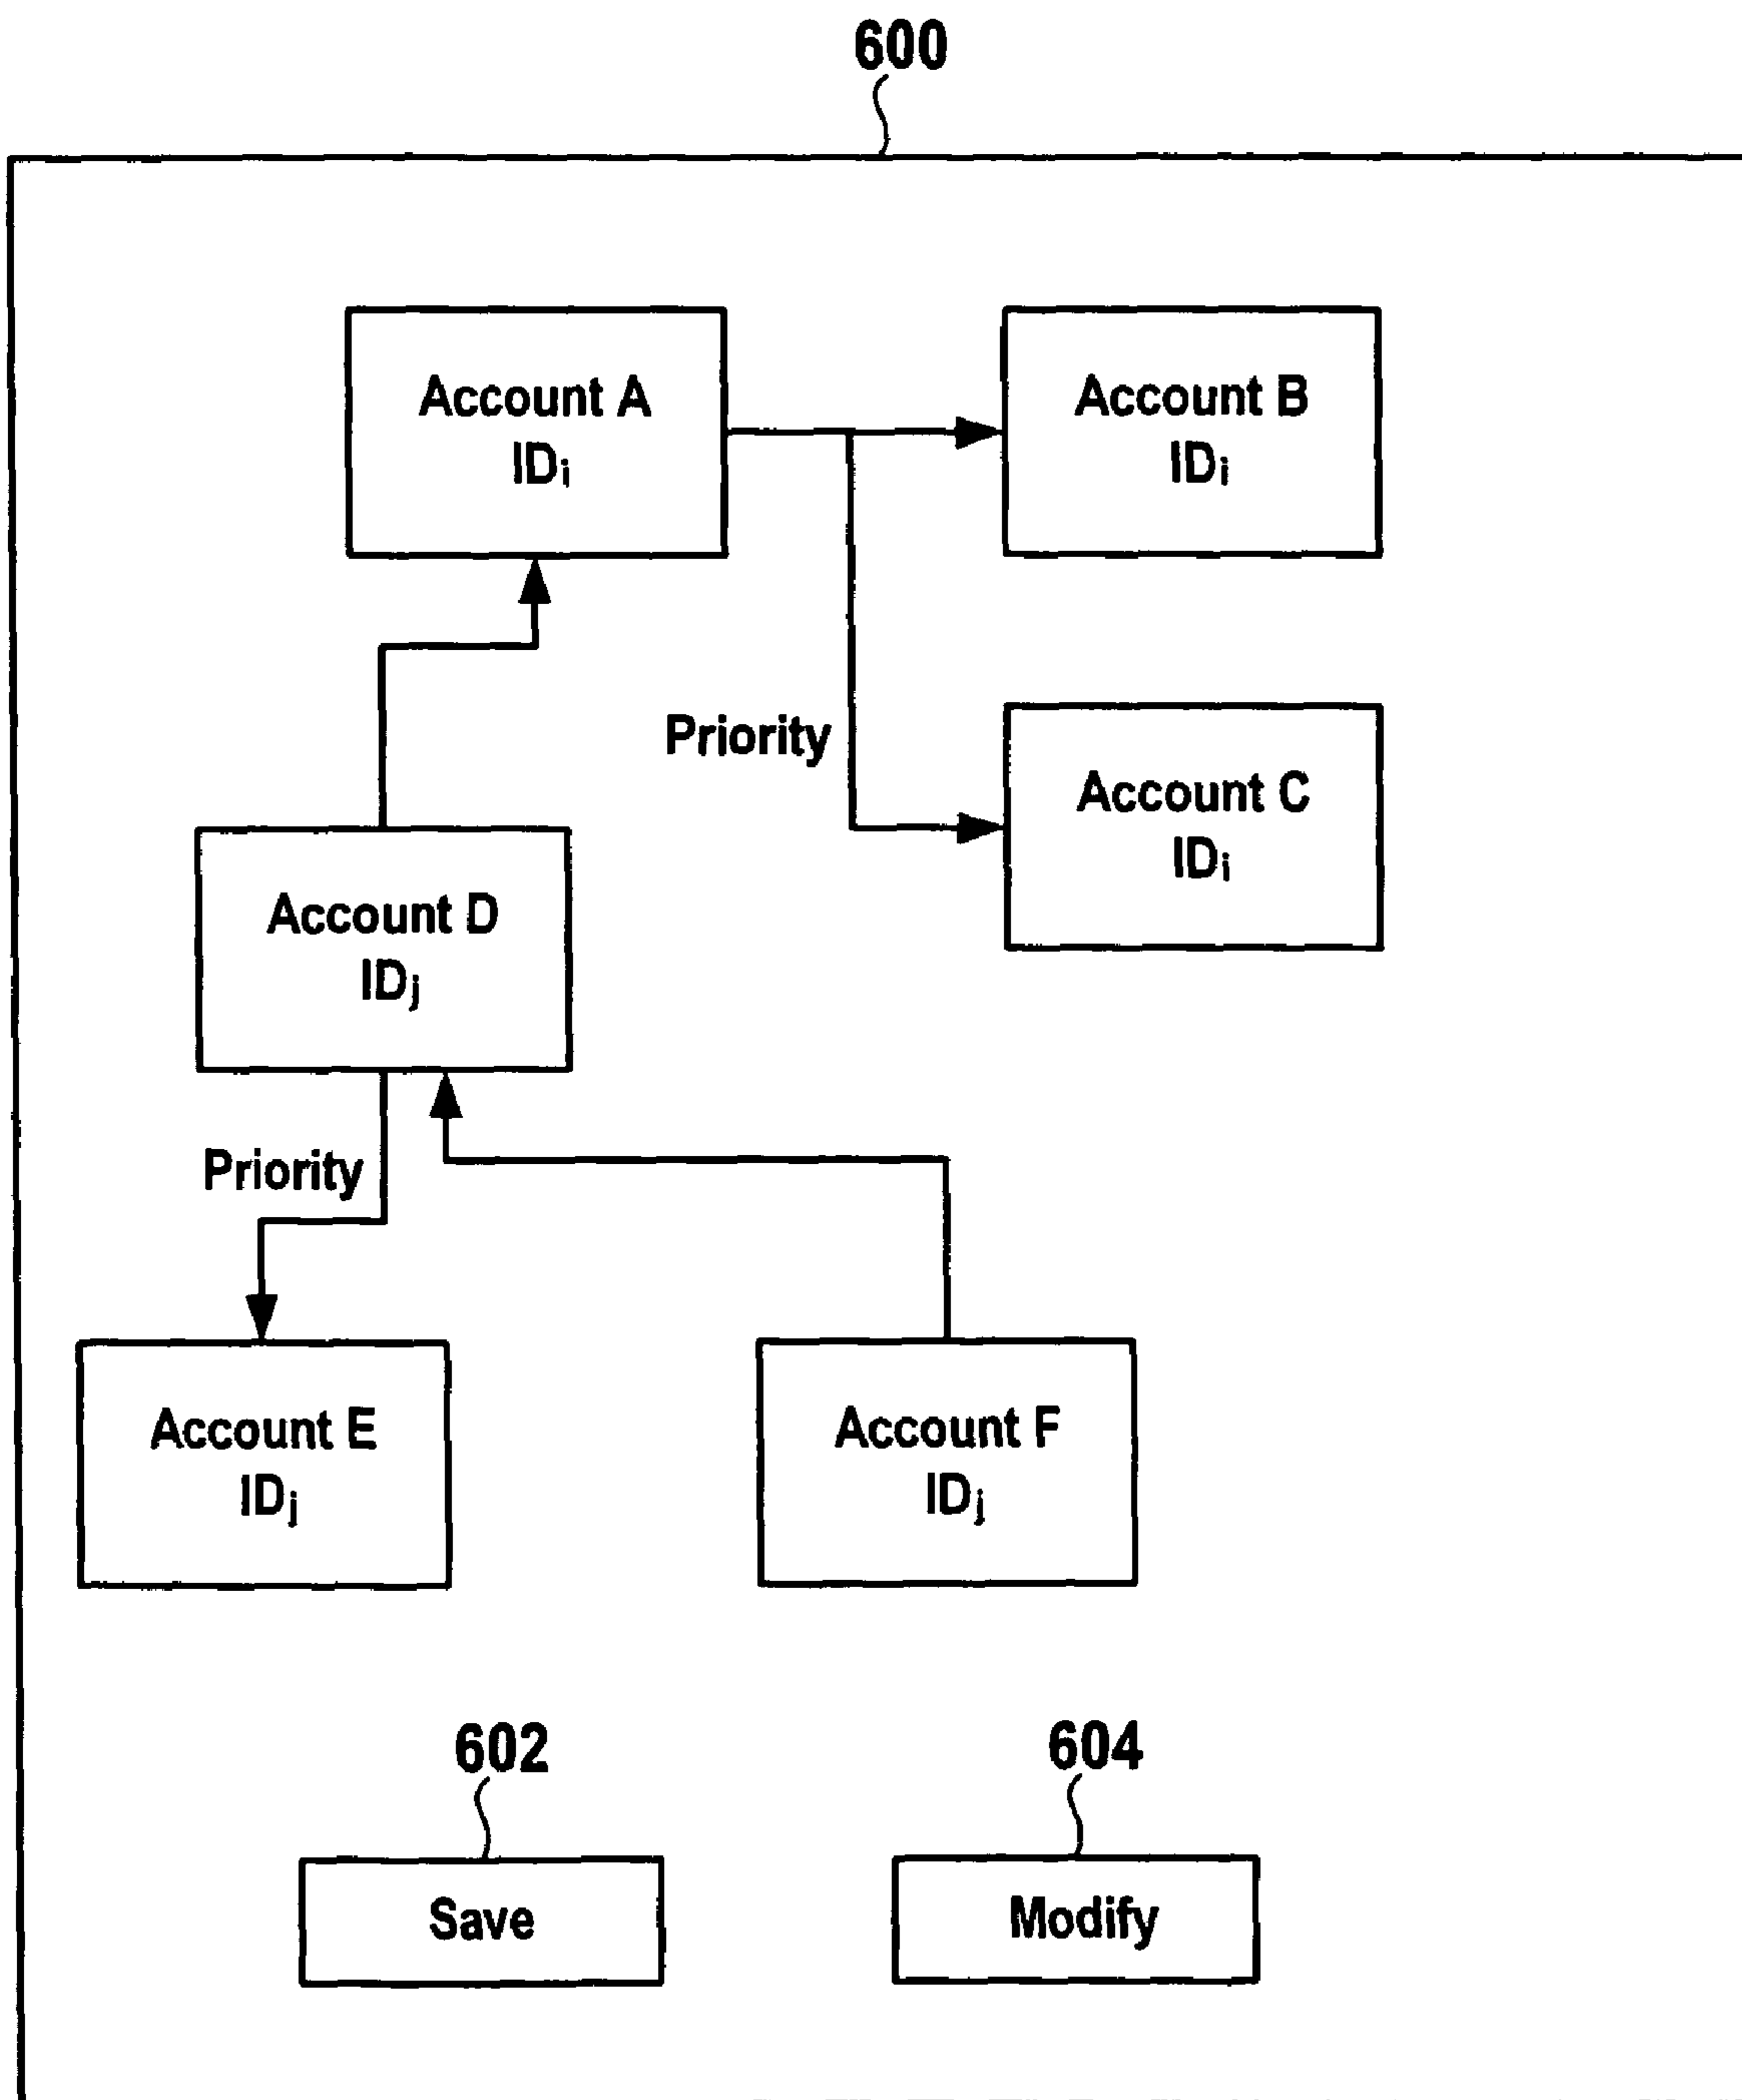 600
Account A
IDi
Account B
IDi
Priority
Account C
IDi
Account D
IDj
Priority
Account E
IDj
Account F
IDj
602
604
Save
Modify